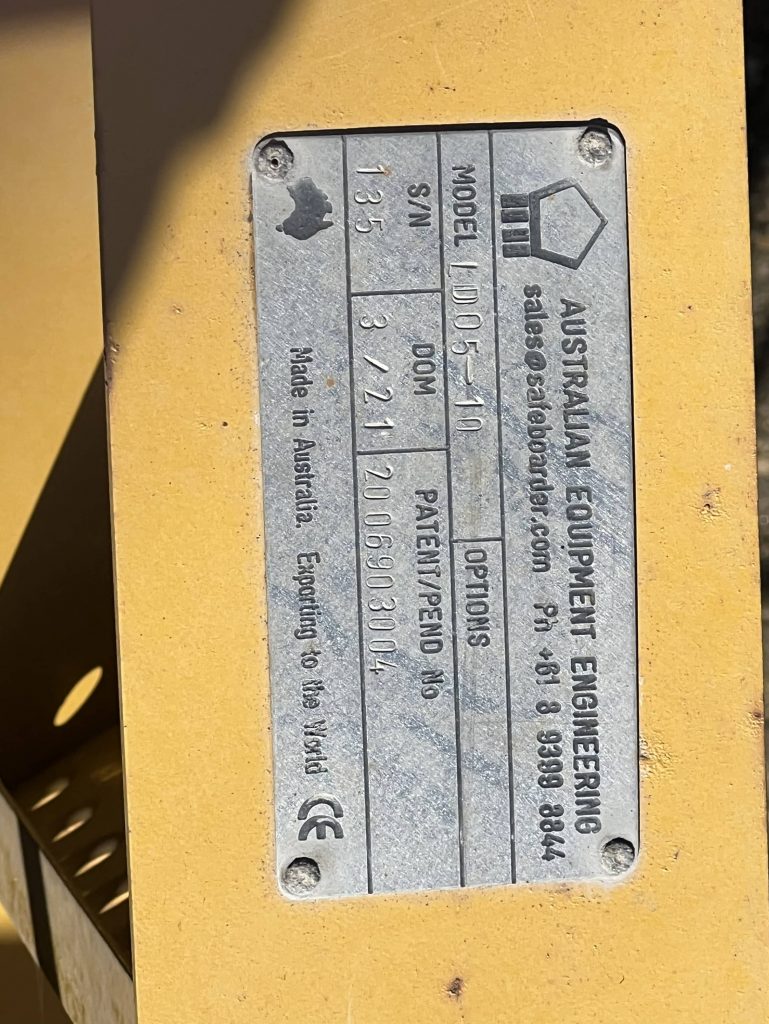 AUSTRALIAN EQUIPMENT ENGINEERING
sales@safeboarder.com Ph +61 8 9399 8844
MODEL LD05-10 OPTIONS
S/N DOM PATENT/PEND No
135 3/21 2006903004
Made in Australia. Exporting to the World CE